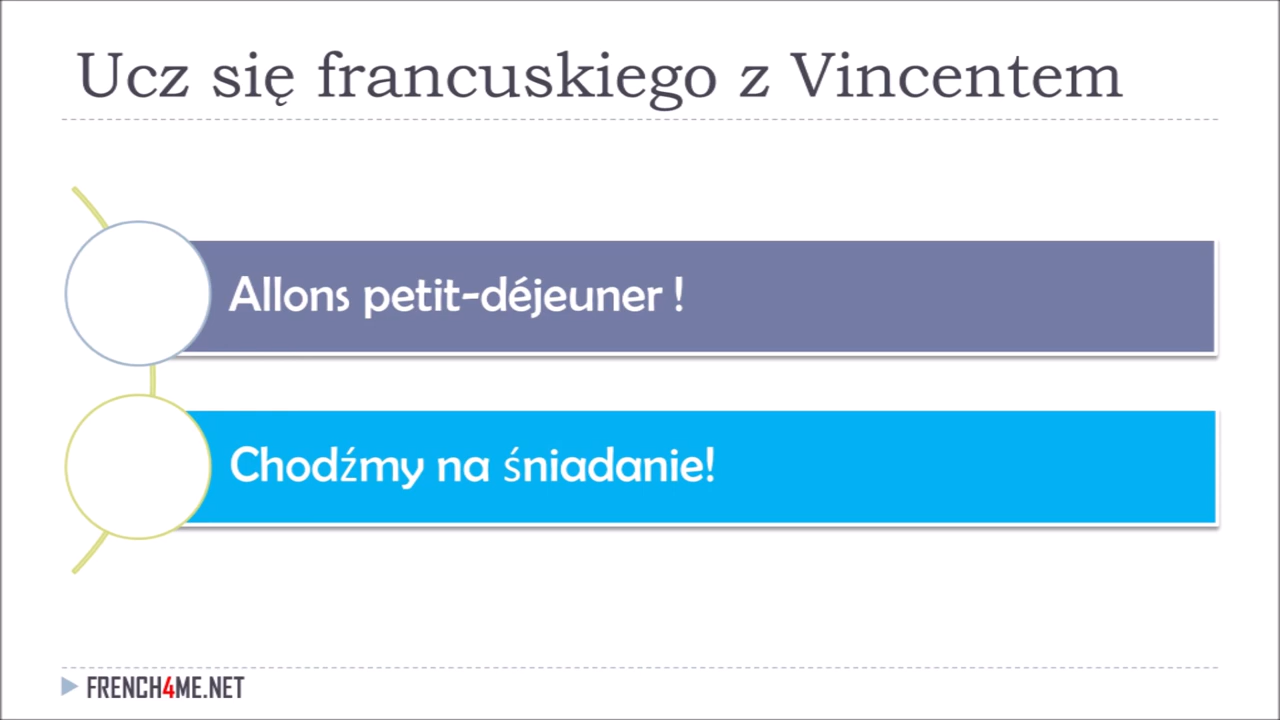 Ucz się francuskiego z Vincentem
Allons petit-déjeuner !
Chodźmy na śniadanie!
FRENCH4ME.NET